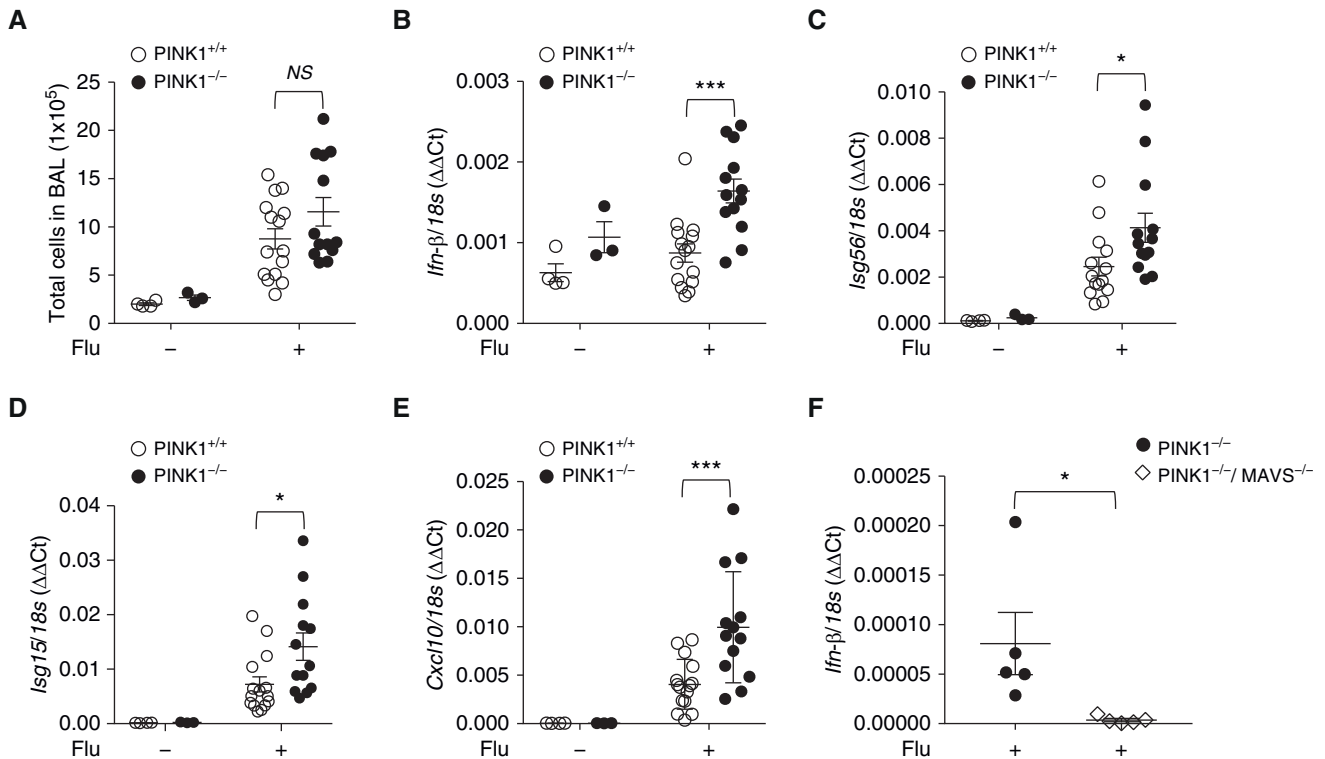 A
PINK1+/+
PINK1–/–
NS
Total cells in BAL (1x10⁵)
25
20
15
10
5
0
Flu
–
+
B
PINK1+/+
PINK1–/–
***
Ifn-β/18s (ΔΔCt)
0.003
0.002
0.001
0.000
Flu
–
+
C
PINK1+/+
PINK1–/–
*
Isg56/18s (ΔΔCt)
0.010
0.008
0.006
0.004
0.002
0.000
Flu
–
+
D
PINK1+/+
PINK1–/–
*
Isg15/18s (ΔΔCt)
0.04
0.03
0.02
0.01
0.00
Flu
–
+
E
PINK1+/+
PINK1–/–
***
Cxcl10/18s (ΔΔCt)
0.025
0.020
0.015
0.010
0.005
0.000
Flu
–
+
F
PINK1–/–
PINK1–/–/ MAVS–/–
*
Ifn-β/18s (ΔΔCt)
0.00025
0.00020
0.00015
0.00010
0.00005
0.00000
Flu
+
+